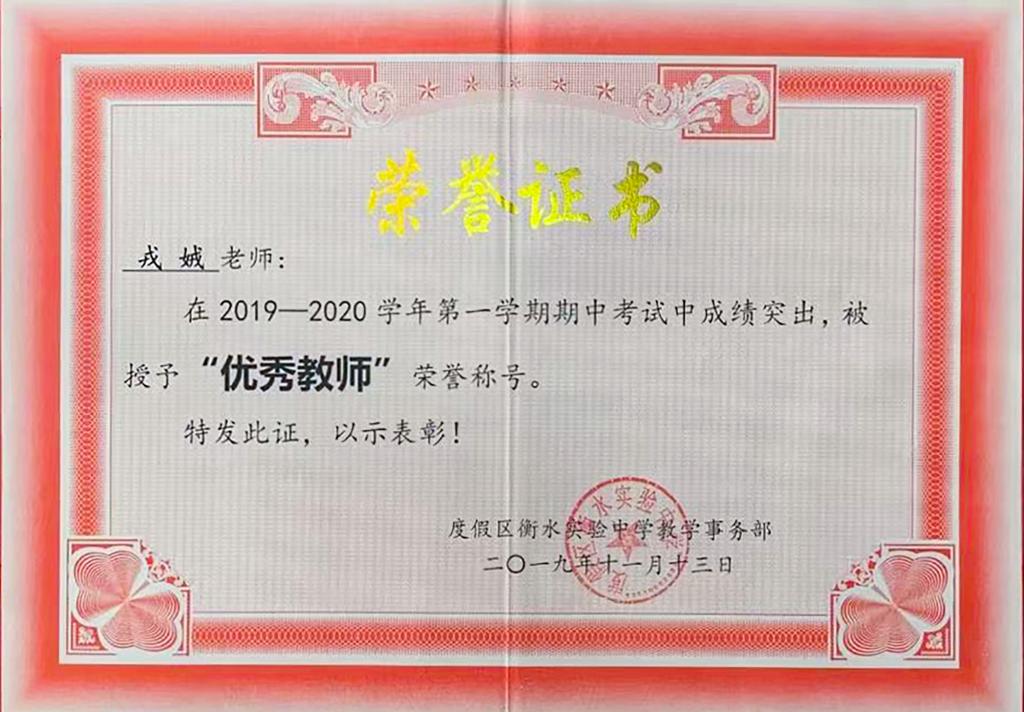 荣誉证书
戎娀老师：
在2019—2020学年第一学期期中考试中成绩突出，被
授予“优秀教师”荣誉称号。
特发此证，以示表彰！
度假区衡水实验中学教学事务部
二〇一九年十一月十三日